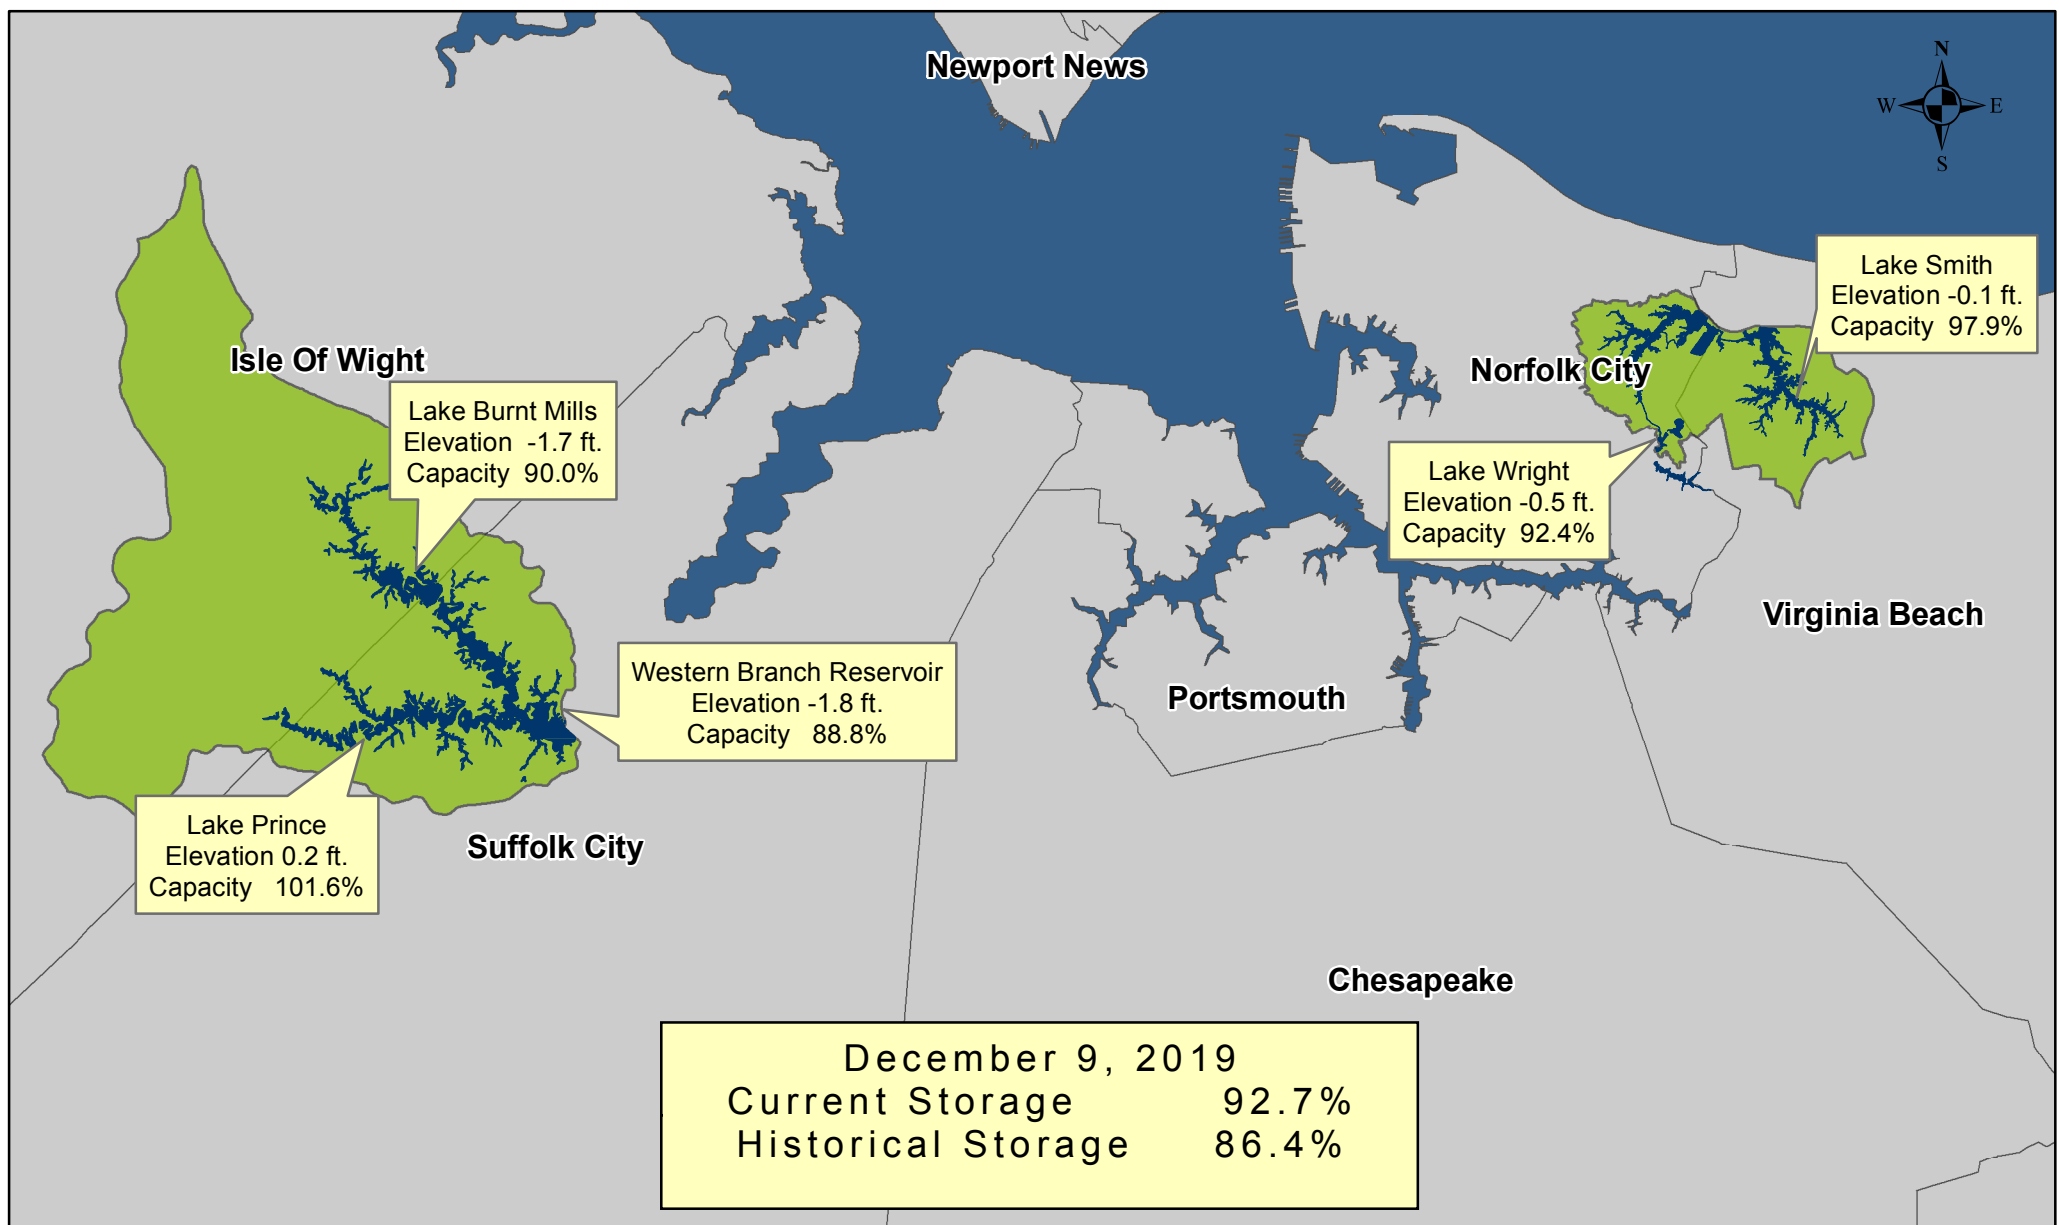 Newport News
N
W E
S
Lake Smith
Elevation -0.1 ft.
Capacity 97.9%
Isle Of Wight
Norfolk City
Lake Burnt Mills
Elevation -1.7 ft.
Capacity 90.0%
Lake Wright
Elevation -0.5 ft.
Capacity 92.4%
Virginia Beach
Western Branch Reservoir
Elevation -1.8 ft.
Capacity 88.8%
Portsmouth
Lake Prince
Elevation 0.2 ft.
Capacity 101.6%
Suffolk City
Chesapeake
December 9, 2019
Current Storage 92.7%
Historical Storage 86.4%